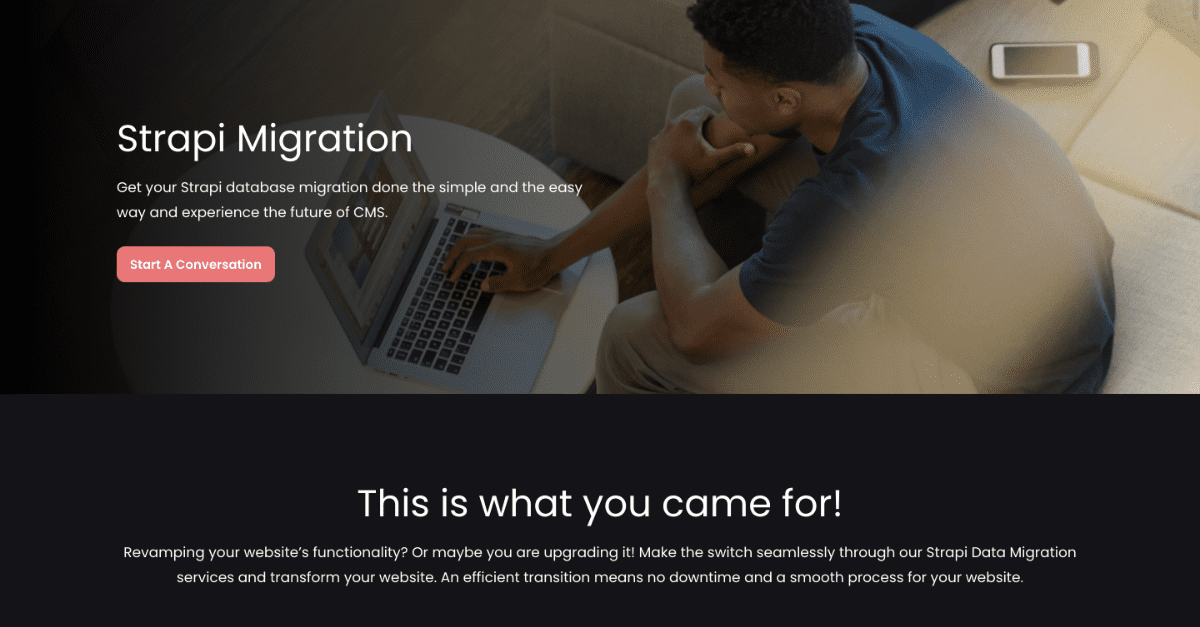 Strapi Migration
Get your Strapi database migration done the simple and the easy
way and experience the future of CMS.
Start A Conversation
This is what you came for!
Revamping your website’s functionality? Or maybe you are upgrading it! Make the switch seamlessly through our Strapi Data Migration
services and transform your website. An efficient transition means no downtime and a smooth process for your website.